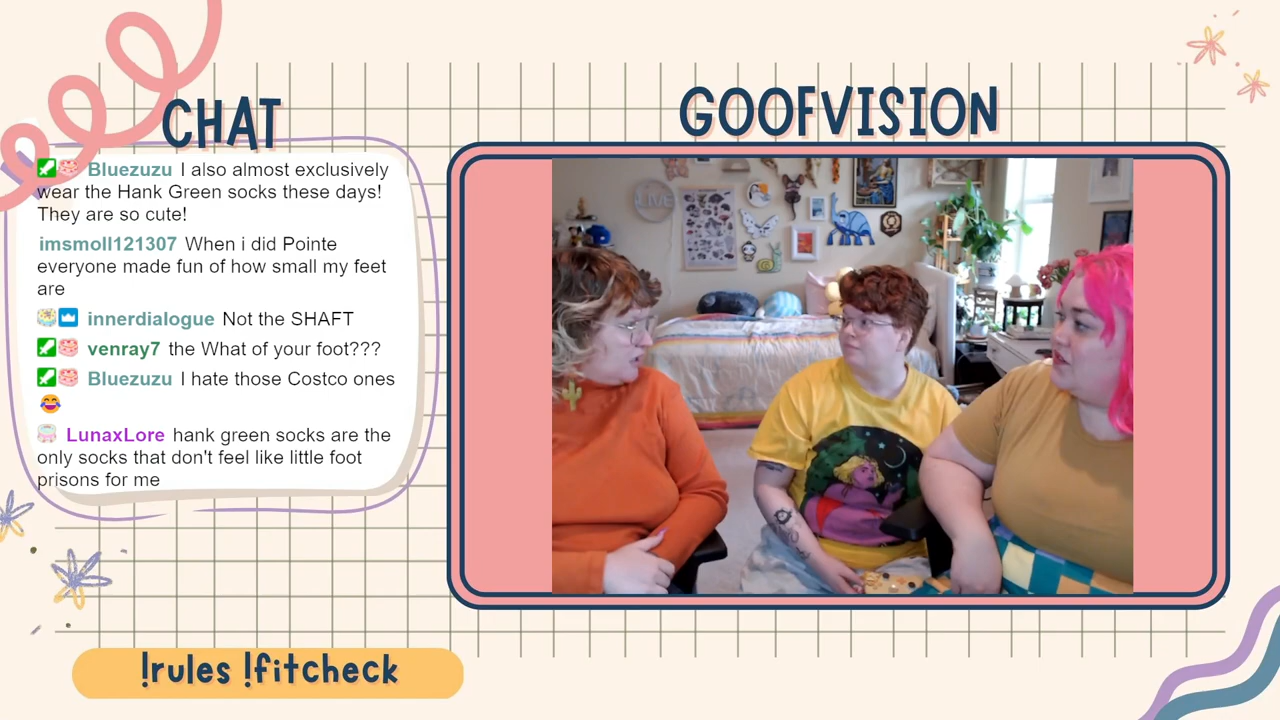 CHAT
GOOFVISION
Bluezuzu I also almost exclusively
wear the Hank Green socks these days!
They are so cute!
imsmoll121307 When i did Pointe
everyone made fun of how small my feet
are
innerdialogue Not the SHAFT
venray7 the What of your foot???
Bluezuzu I hate those Costco ones
😂
LunaxLore hank green socks are the
only socks that don't feel like little foot
prisons for me
LIVE
!rules !fitcheck